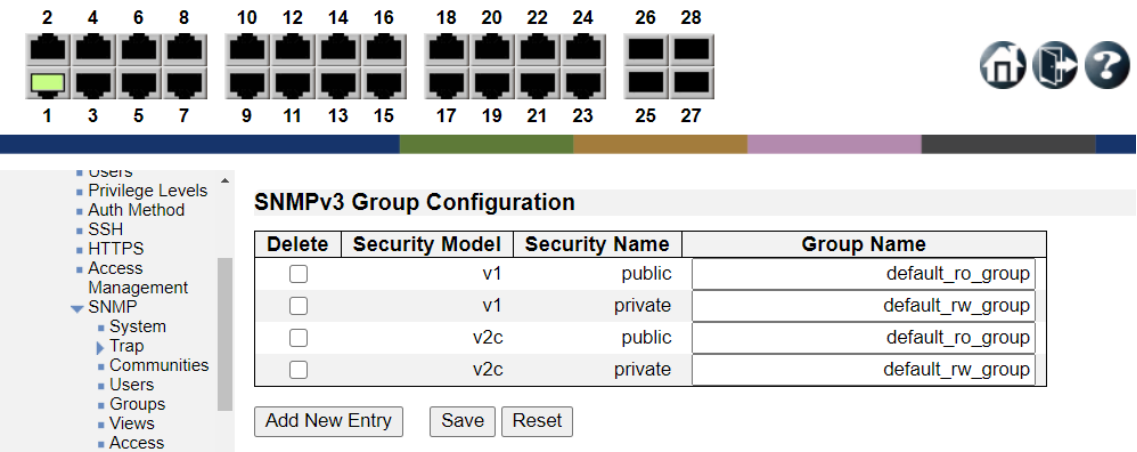 2 4 6 8 10 12 14 16 18 20 22 24 26 28
1 3 5 7 9 11 13 15 17 19 21 23 25 27
?
Users
Privilege Levels
Auth Method
SSH
HTTPS
Access
Management
SNMP
System
Trap
Communities
Users
Groups
Views
Access
SNMPv3 Group Configuration
Delete Security Model Security Name Group Name
v1 public default_ro_group
v1 private default_rw_group
v2c public default_ro_group
v2c private default_rw_group
Add New Entry Save Reset